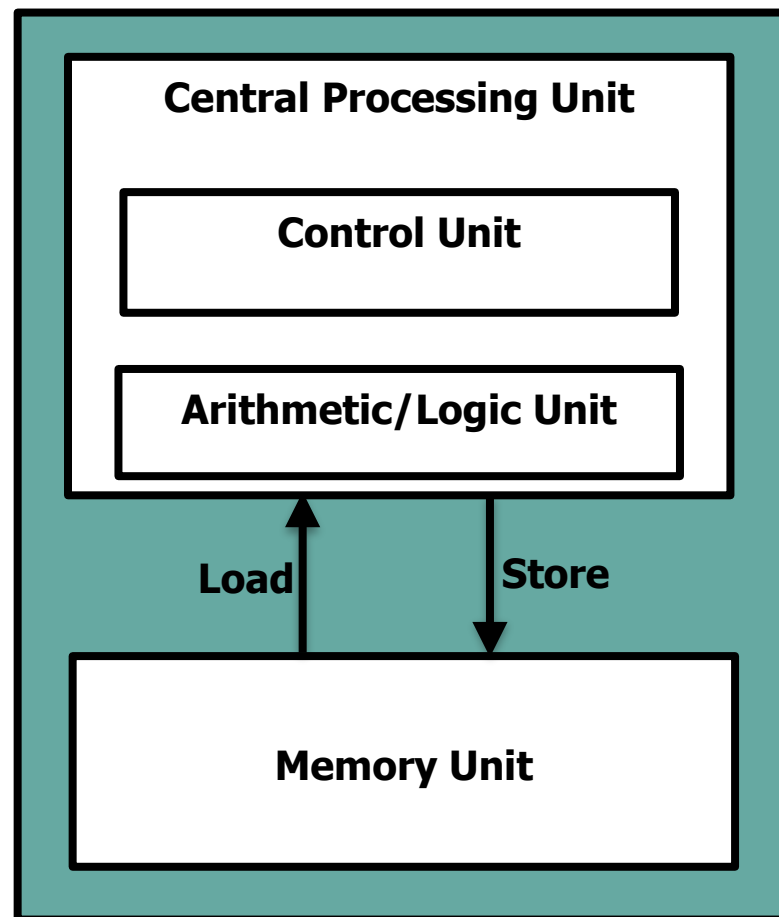 Central Processing Unit
Control Unit
Arithmetic/Logic Unit
Load
Store
Memory Unit